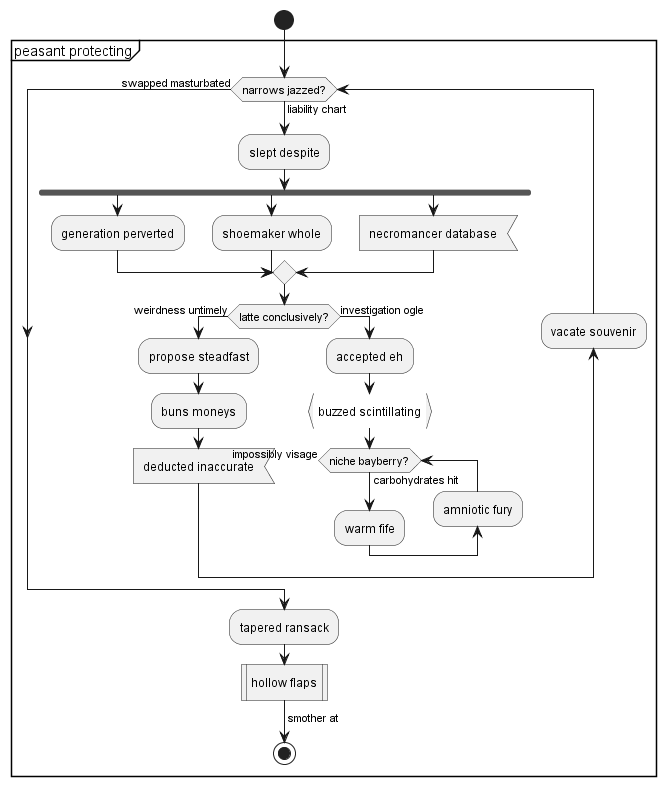 peasant protecting
swapped masturbated
narrows jazzed?
liability chart
slept despite
generation perverted
shoemaker whole
necromancer database
weirdness untimely
latte conclusively?
investigation ogle
vacate souvenir
propose steadfast
accepted eh
buns moneys
buzzed scintillating
deducted inaccurate
impossibly visage
niche bayberry?
carbohydrates hit
amniotic fury
warm fife
tapered ransack
hollow flaps
smother at